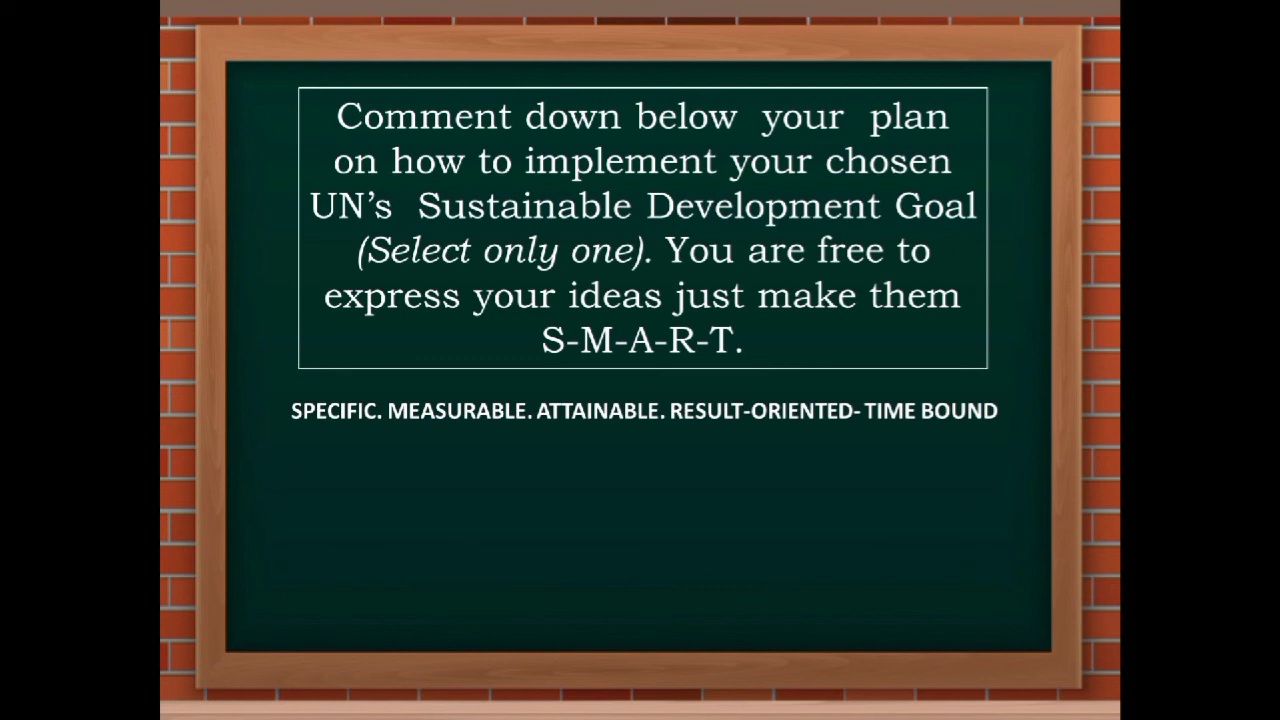 Comment down below your plan
on how to implement your chosen
UN's Sustainable Development Goal
(Select only one). You are free to
express your ideas just make them
S-M-A-R-T.
SPECIFIC. MEASURABLE. ATTAINABLE. RESULT-ORIENTED- TIME BOUND